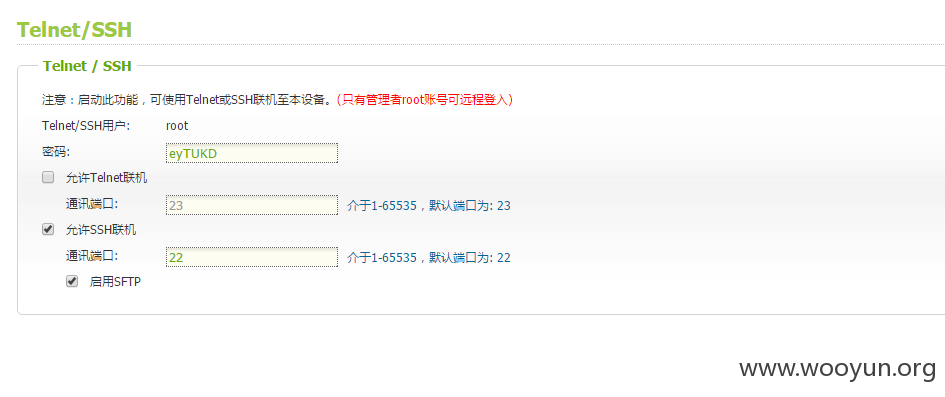 Telnet/SSH
Telnet / SSH
注意：启动此功能，可使用Telnet或SSH联机至本设备。(只有管理者root账号可远程登入)
Telnet/SSH用户: root
密码: eyTUKD
允许Telnet联机
通讯端口: 23 介于1-65535，默认端口为: 23
允许SSH联机
通讯端口: 22 介于1-65535，默认端口为: 22
启用SFTP
www.wooyun.org